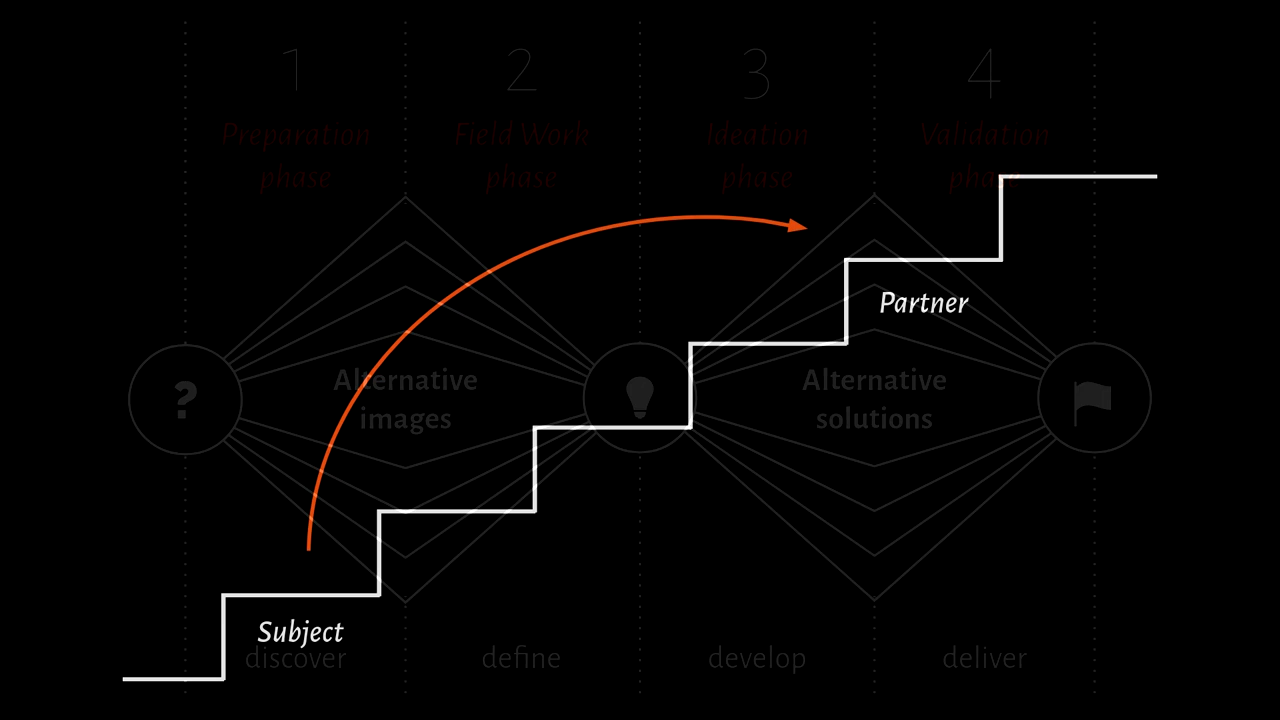 1
2
3
4
Preparation
phase
Field Work
phase
Ideation
phase
Validation
phase
Partner
?
Alternative
images
Alternative
solutions
Subject
discover
define
develop
deliver